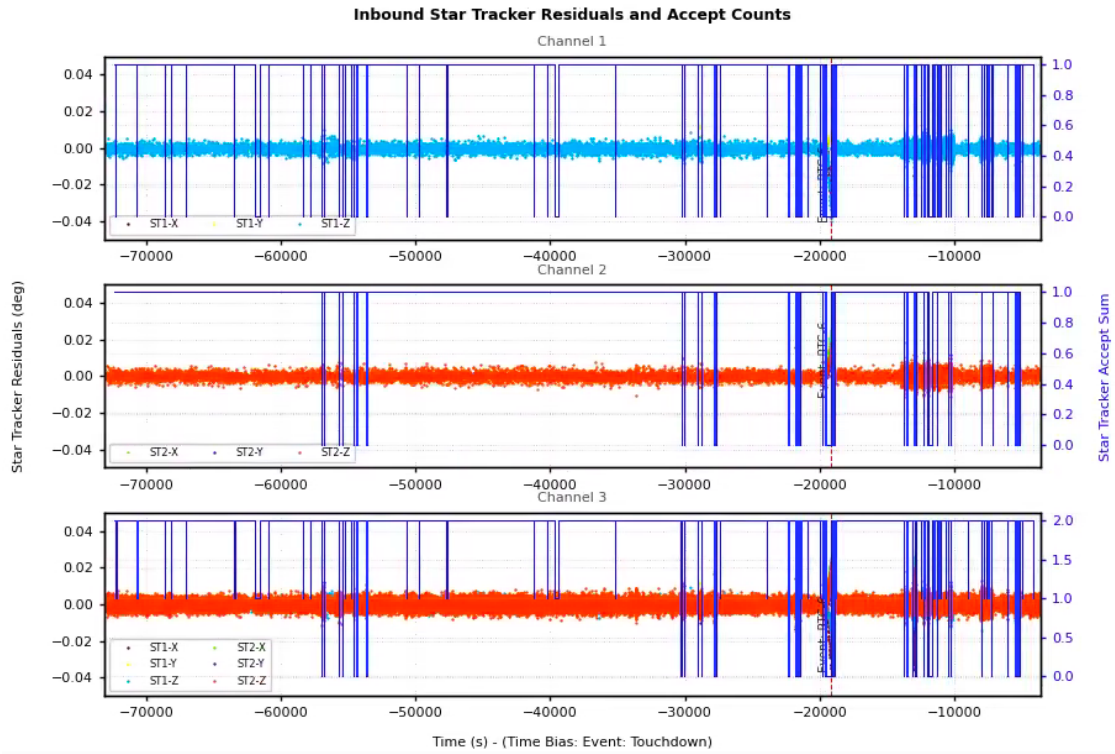 Inbound Star Tracker Residuals and Accept Counts
Channel 1
0.04
0.02
0.00
−0.02
−0.04
1.0
0.8
0.6
0.4
0.2
0.0
ST1-X ST1-Y ST1-Z
−70000 −60000 −50000 −40000 −30000 −20000 −10000
Channel 2
0.04
0.02
0.00
−0.02
−0.04
1.0
0.8
0.6
0.4
0.2
0.0
Event:
ST2-X ST2-Y ST2-Z
−70000 −60000 −50000 −40000 −30000 −20000 −10000
Star Tracker Residuals (deg)
Star Tracker Accept Sum
Channel 3
0.04
0.02
0.00
−0.02
−0.04
2.0
1.5
1.0
0.5
0.0
Event:
ST1-X ST2-X
ST1-Y ST2-Y
ST1-Z ST2-Z
−70000 −60000 −50000 −40000 −30000 −20000 −10000
Time (s) - (Time Bias: Event: Touchdown)